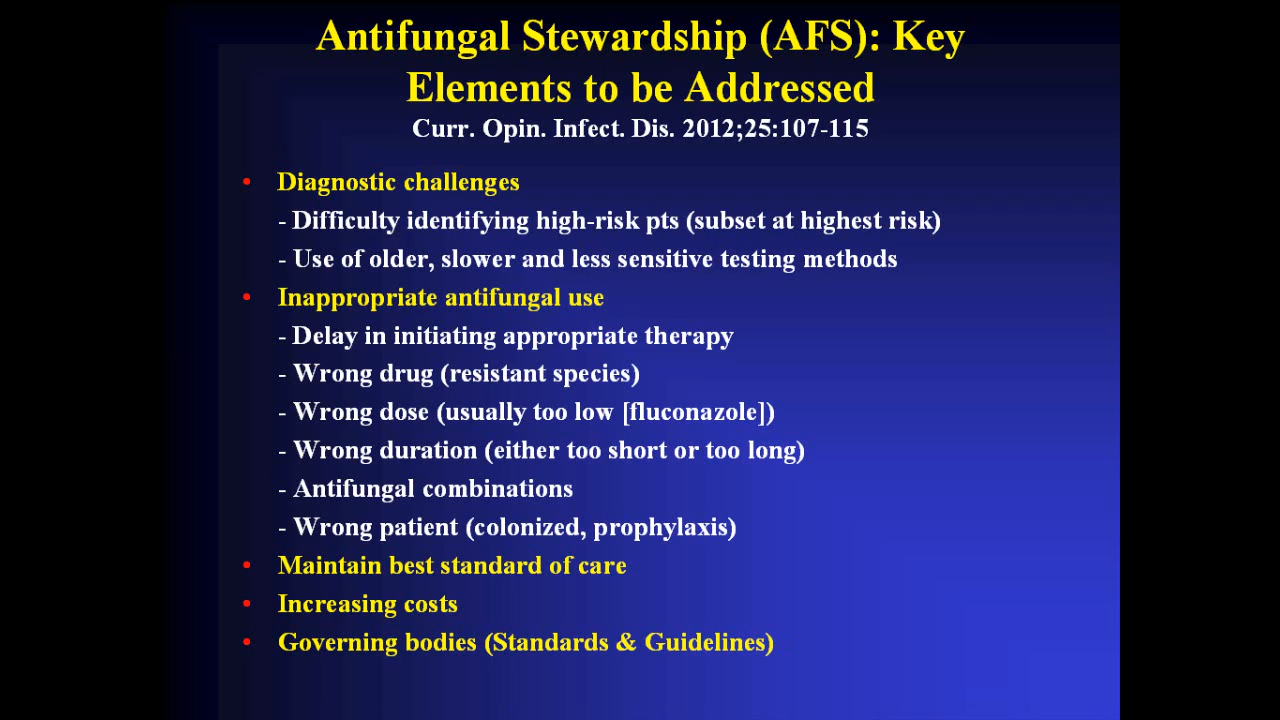 Antifungal Stewardship (AFS): Key
Elements to be Addressed
Curr. Opin. Infect. Dis. 2012;25:107-115
• Diagnostic challenges
- Difficulty identifying high-risk pts (subset at highest risk)
- Use of older, slower and less sensitive testing methods
• Inappropriate antifungal use
- Delay in initiating appropriate therapy
- Wrong drug (resistant species)
- Wrong dose (usually too low [fluconazole])
- Wrong duration (either too short or too long)
- Antifungal combinations
- Wrong patient (colonized, prophylaxis)
• Maintain best standard of care
• Increasing costs
• Governing bodies (Standards & Guidelines)